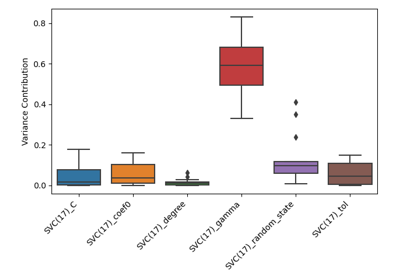 0.8
0.6
0.4
0.2
0.0
Variance Contribution
SVC(17)_C
SVC(17)_coef0
SVC(17)_degree
SVC(17)_gamma
SVC(17)_random_state
SVC(17)_tol